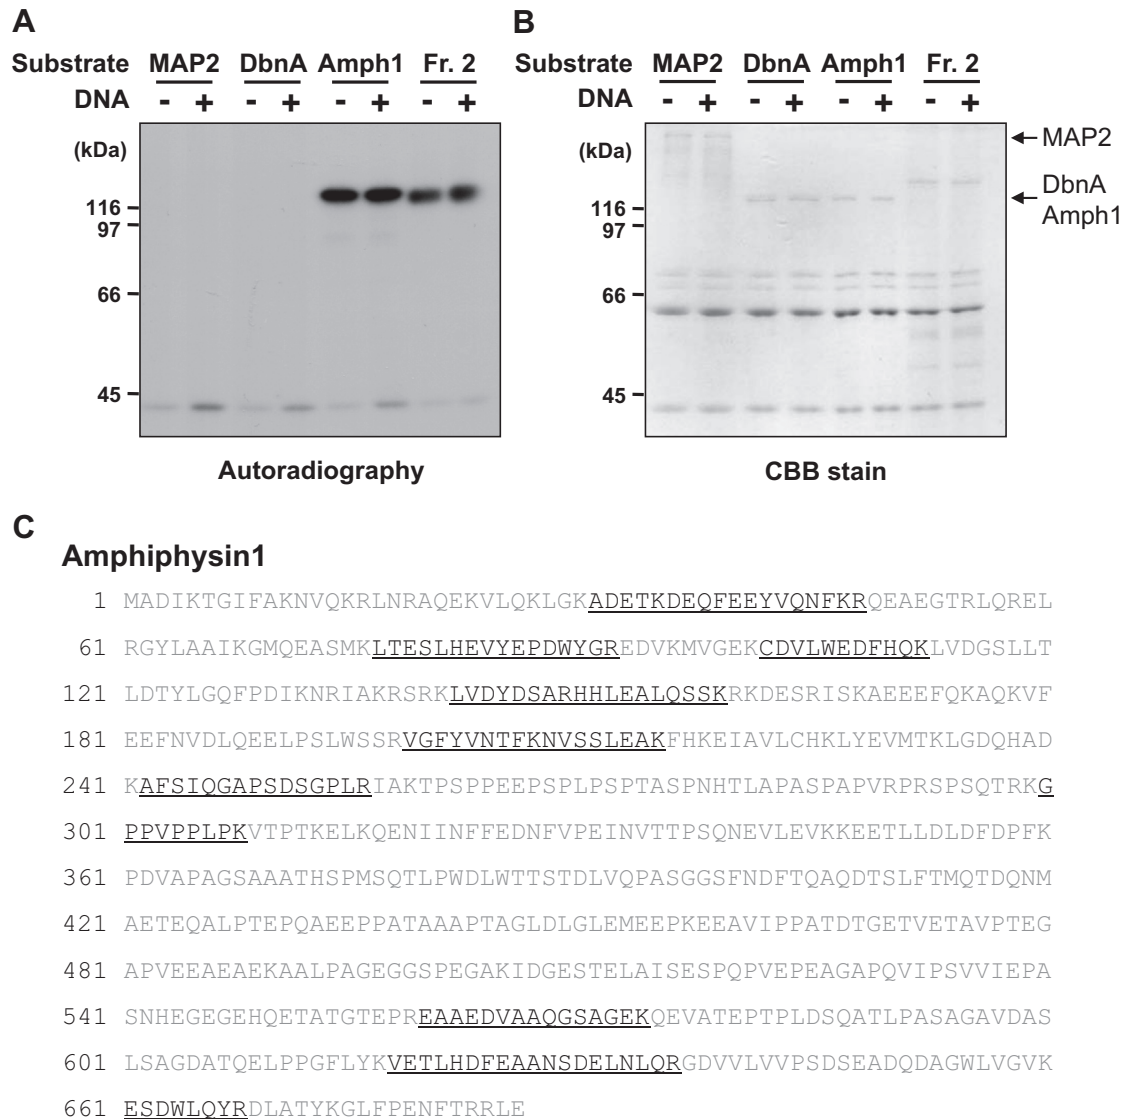 A
B
Substrate MAP2 DbnA Amph1 Fr. 2
Substrate MAP2 DbnA Amph1 Fr. 2
DNA - + - + - + - +
DNA - + - + - + - +
(kDa)
116
97
66
45
(kDa)
116
97
66
45
MAP2
DbnA
Amph1
Autoradiography
CBB stain
C
Amphiphysin1
1 MADIKTGIFAKNVQKRLNRAQEKVLQKLGKADETKDEQFEEYVQNFKRQEAEGTRLQREL
61 RGYLAAIKGMQEASMKLTESLHEVYEPDWYGREDVKMVGEKCDVLWEDFHQKLVDGSLLT
121 LDTYLGQFPDIKNRIAKRSRKLVDYDSARHHLEALQSSKRKDESRISKAEEEFQKAQKVF
181 EEFNVDLQEELPSLWSSRVGFYVNTFKNVSSLEAKFHKEIAVLCHKLYEVMTKLGDQHAD
241 KAFSIQGAPSDSGPLRIAKTPSPPEEPSPLPSPTASPNHTLAPASPAPVRPRSPSQTRKG
301 PPVPPLPKVTPTKELKQENIINFFEDNFVPEINVTTPSQNEVLEVKKEETLLDLDFDPFK
361 PDVAPAGSAAATHSPMSQTLPWDLWTTSTDLVQPASGGSFNDFTQAQDTSLFTMQTDQNM
421 AETEQALPTEPQAEEPPATAAAPTAGLDLGLEMEEPKEEAVIPPATDTGETVETAVPTEG
481 APVEEAEAEKAALPAGEGGSPEGAKIDGESTELAISESPQPVEPEAGAPQVIPSVVIEPA
541 SNHEGEGEHQETATGTEPREAAEDVAAQGSAGEKQEVATEPTPLDSQATLPASAGAVDAS
601 LSAGDATQELPPGFLYKVETLHDFEAANSDELNLQRGDVVLVVPSDSEADQDAGWLVGVK
661 ESDWLQYRDLATYKGLFPENFTRRLE